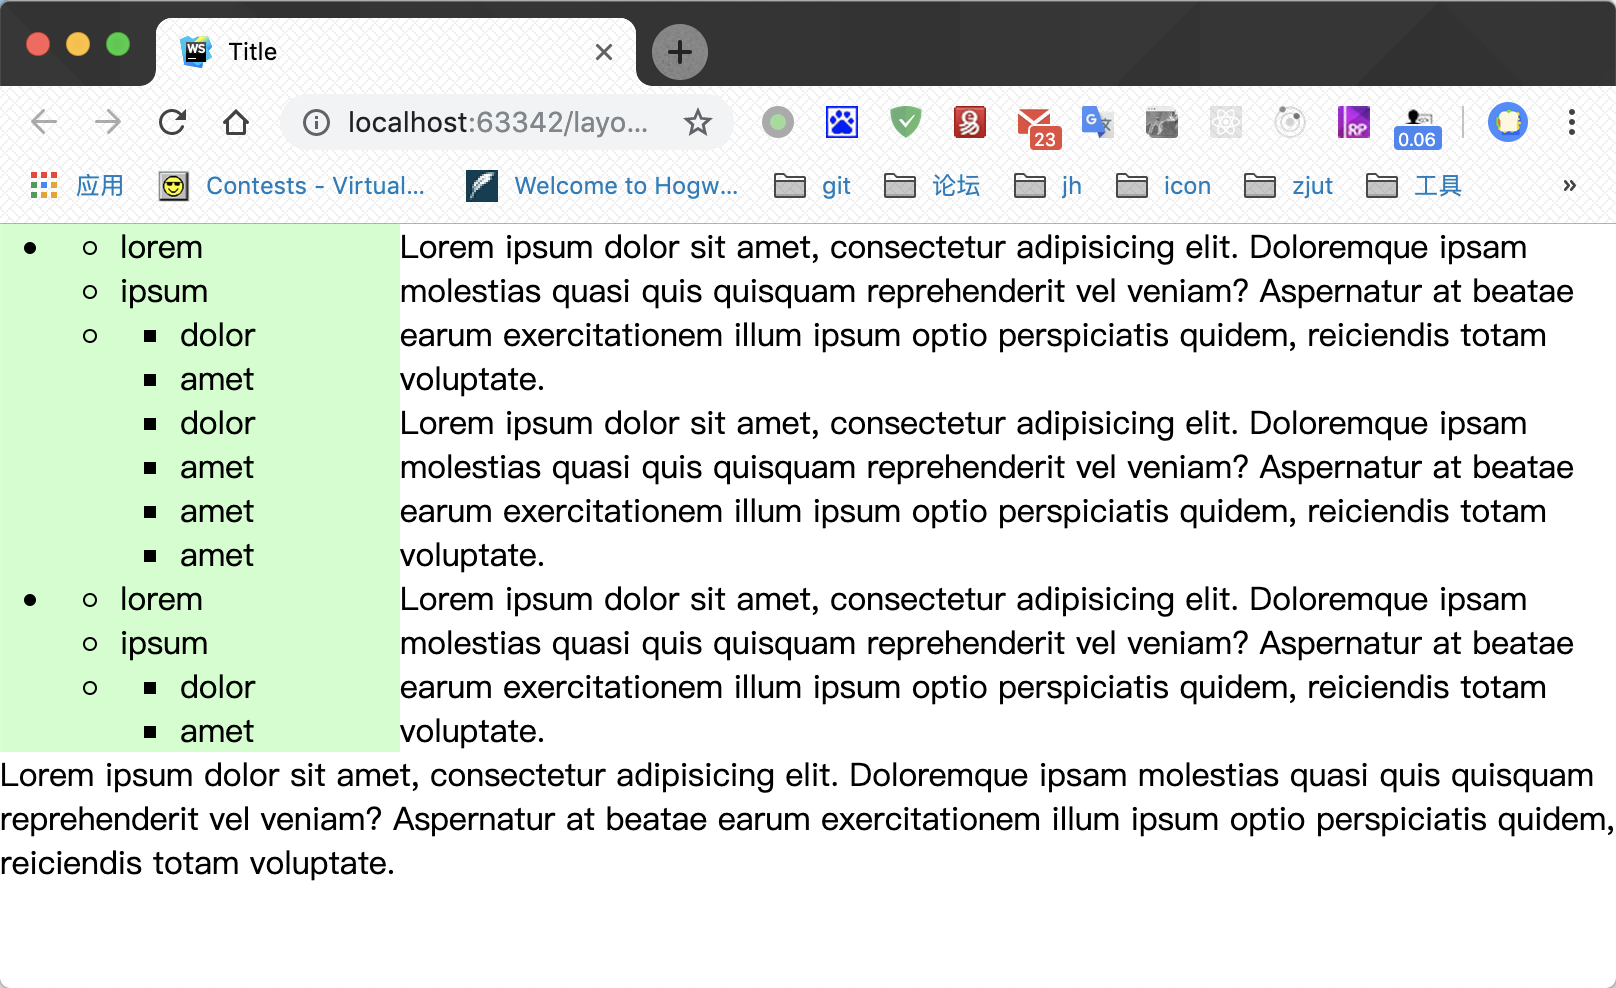 WS Title
localhost:63342/layo...
23
G
RP
0.06
应用 Contests - Virtual... Welcome to Hogw... git 论坛 jh icon zjut 工具 »
lorem
ipsum
dolor
amet
dolor
amet
amet
amet
lorem
ipsum
dolor
amet
Lorem ipsum dolor sit amet, consectetur adipisicing elit. Doloremque ipsam
molestias quasi quis quisquam reprehenderit vel veniam? Aspernatur at beatae
earum exercitationem illum ipsum optio perspiciatis quidem, reiciendis totam
voluptate.
Lorem ipsum dolor sit amet, consectetur adipisicing elit. Doloremque ipsam
molestias quasi quis quisquam reprehenderit vel veniam? Aspernatur at beatae
earum exercitationem illum ipsum optio perspiciatis quidem, reiciendis totam
voluptate.
Lorem ipsum dolor sit amet, consectetur adipisicing elit. Doloremque ipsam
molestias quasi quis quisquam reprehenderit vel veniam? Aspernatur at beatae
earum exercitationem illum ipsum optio perspiciatis quidem, reiciendis totam
voluptate.
Lorem ipsum dolor sit amet, consectetur adipisicing elit. Doloremque ipsam molestias quasi quis quisquam
reprehenderit vel veniam? Aspernatur at beatae earum exercitationem illum ipsum optio perspiciatis quidem,
reiciendis totam voluptate.